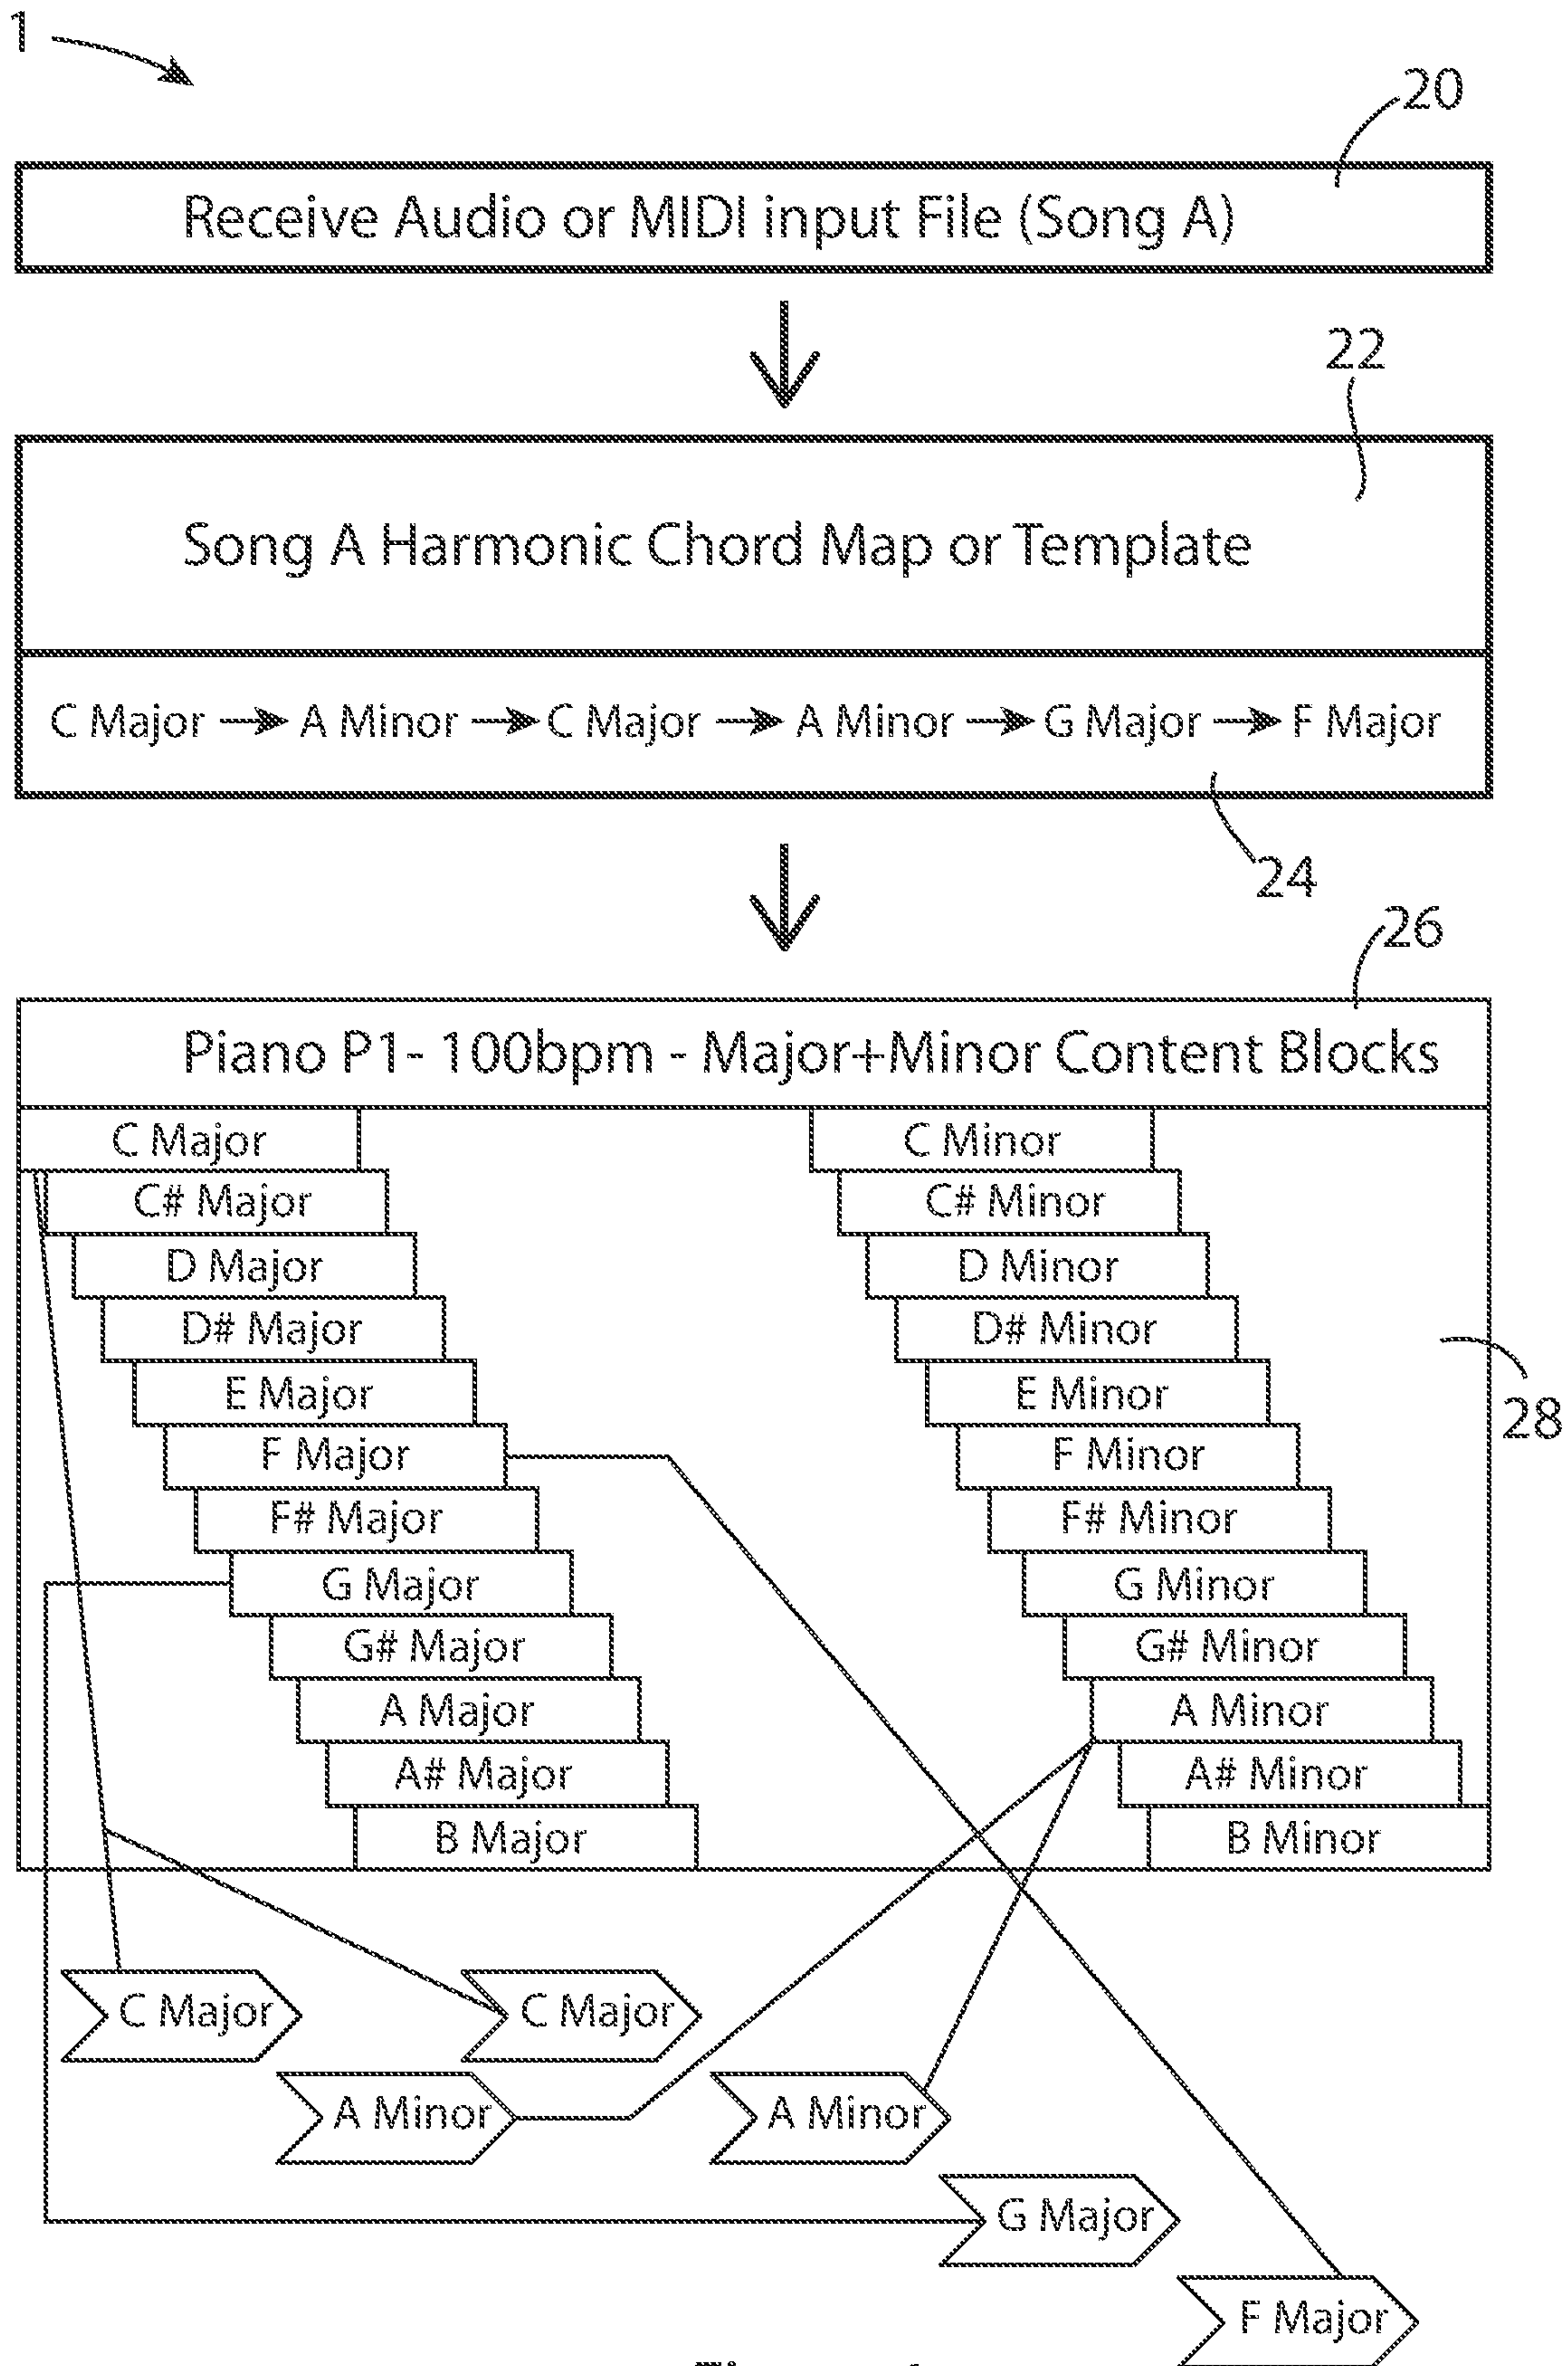 1
20
Receive Audio or MIDI input File (Song A)
22
Song A Harmonic Chord Map or Template
C Major A Minor C Major A Minor G Major F Major
24
26
Piano P1- 100bpm - Major+Minor Content Blocks
C Major C Minor
C# Major C# Minor
D Major D Minor
D# Major D# Minor
28
E Major E Minor
F Major F Minor
F# Major F# Minor
G Major G Minor
G# Major G# Minor
A Major A Minor
A# Major A# Minor
B Major B Minor
C Major C Major
A Minor A Minor
G Major
F Major